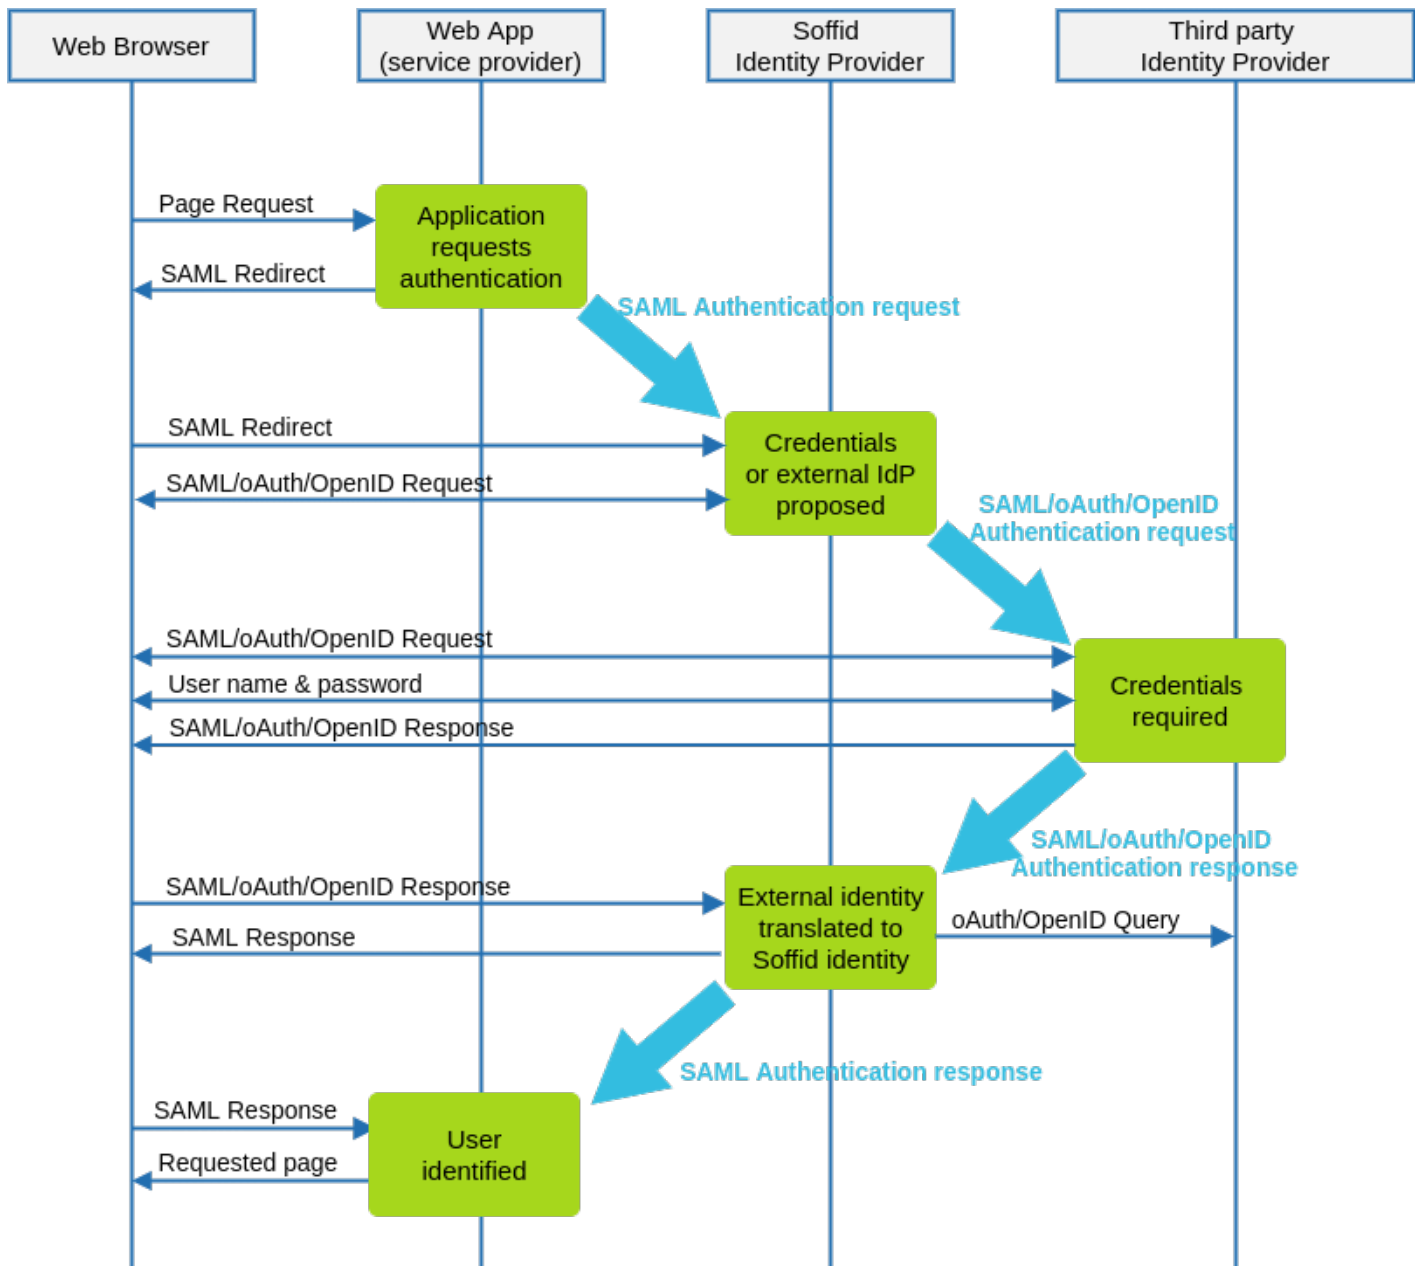 Web Browser
Web App
(service provider)
Soffid
Identity Provider
Third party
Identity Provider
Page Request
Application
requests
authentication
SAML Redirect
SAML Authentication request
SAML Redirect
Credentials
or external IdP
proposed
SAML/oAuth/OpenID Request
SAML/oAuth/OpenID
Authentication request
SAML/oAuth/OpenID Request
User name & password
Credentials
required
SAML/oAuth/OpenID Response
SAML/oAuth/OpenID
Authentication response
SAML/oAuth/OpenID Response
External identity
translated to
Soffid identity
oAuth/OpenID Query
SAML Response
SAML Authentication response
SAML Response
User
identified
Requested page